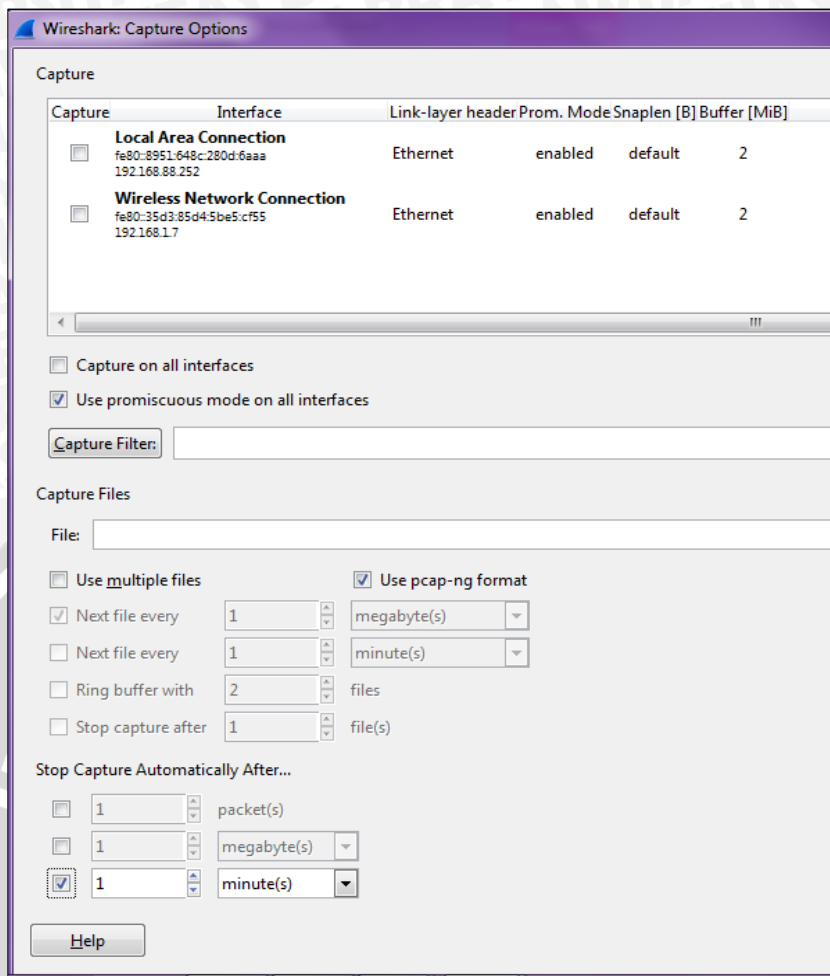 Wireshark: Capture Options
Capture
Capture Interface Link-layer header Prom. Mode Snaplen [B] Buffer [MiB]
Local Area Connection
fe80::8951:648c:280d:6aaa
192.168.88.252
Ethernet enabled default 2
Wireless Network Connection
fe80::35d3:85d4:5be5:cf55
192.168.1.7
Ethernet enabled default 2
Capture on all interfaces
Use promiscuous mode on all interfaces
Capture Filter:
Capture Files
File:
Use multiple files Use pcap-ng format
Next file every 1 megabyte(s)
Next file every 1 minute(s)
Ring buffer with 2 files
Stop capture after 1 file(s)
Stop Capture Automatically After...
1 packet(s)
1 megabyte(s)
1 minute(s)
Help